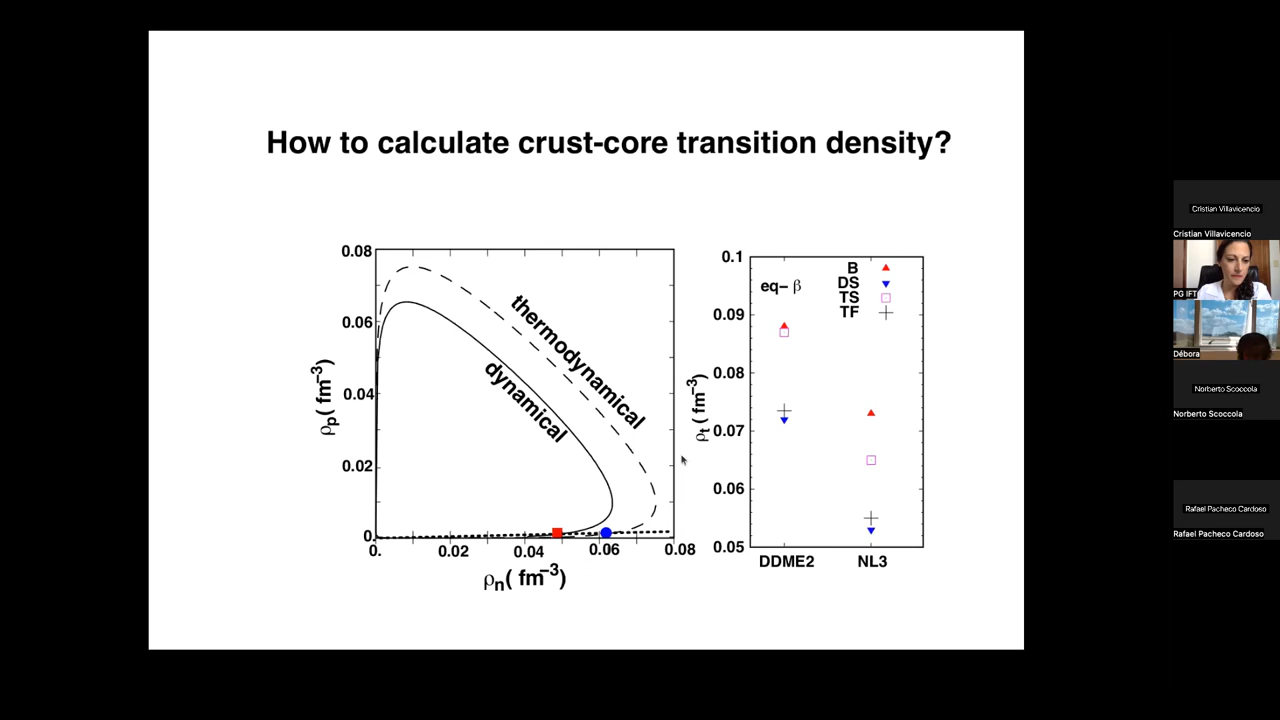 How to calculate crust-core transition density?
0.08
0.06
0.04
0.02
0.
ρp( fm−3)
thermodynamical
dynamical
0.
0.02
0.04
0.06
0.08
ρn( fm−3)
0.1
0.09
0.08
0.07
0.06
0.05
ρt( fm−3)
eq− β
B
DS
TS
TF
DDME2
NL3
Cristian Villavicencio
Cristian Villavicencio
PG IFT
Débora
Norberto Scoccola
Norberto Scoccola
Rafael Pacheco Cardoso
Rafael Pacheco Cardoso